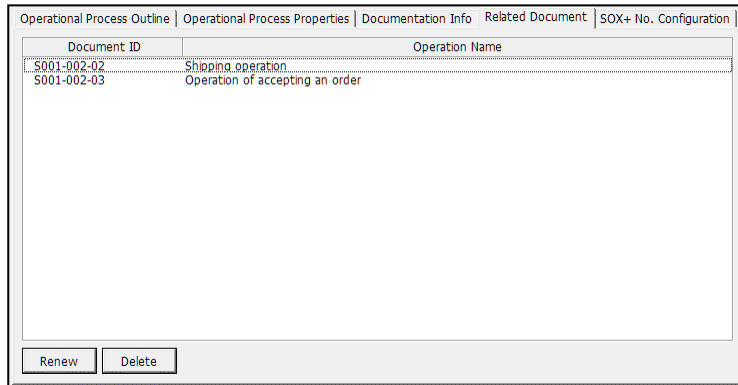 Operational Process Outline Operational Process Properties Documentation Info Related Document SOX+ No. Configuration
Document ID Operation Name
S001-002-02 Shipping operation
S001-002-03 Operation of accepting an order
Renew Delete